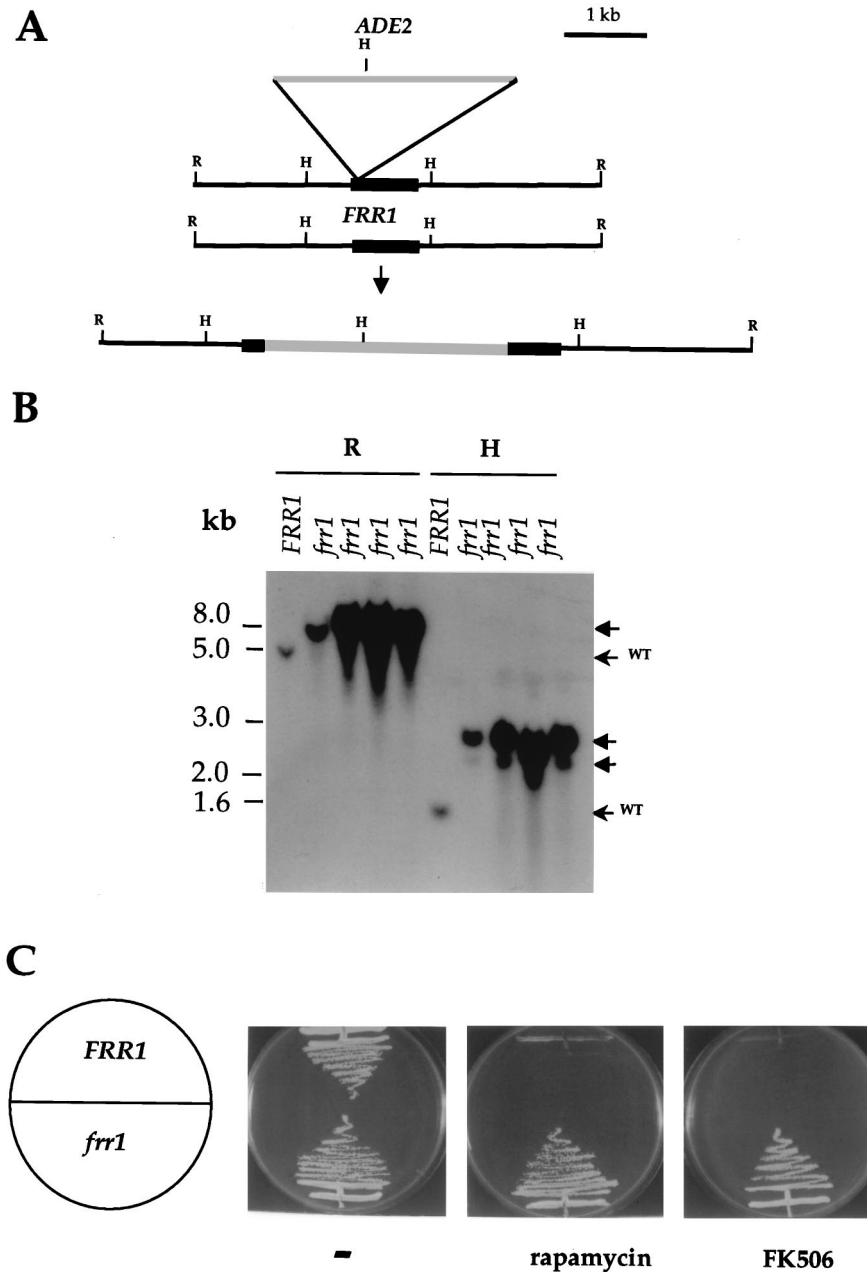 A
ADE2
H
1 kb
R H H R
FRR1
R H H R
R H H H R
B
R H
kb FRR1 frr1 frr1 frr1 frr1 FRR1 frr1 frr1 frr1 frr1
8.0
5.0 WT
3.0
2.0
1.6 WT
C
FRR1
frr1
- rapamycin FK506